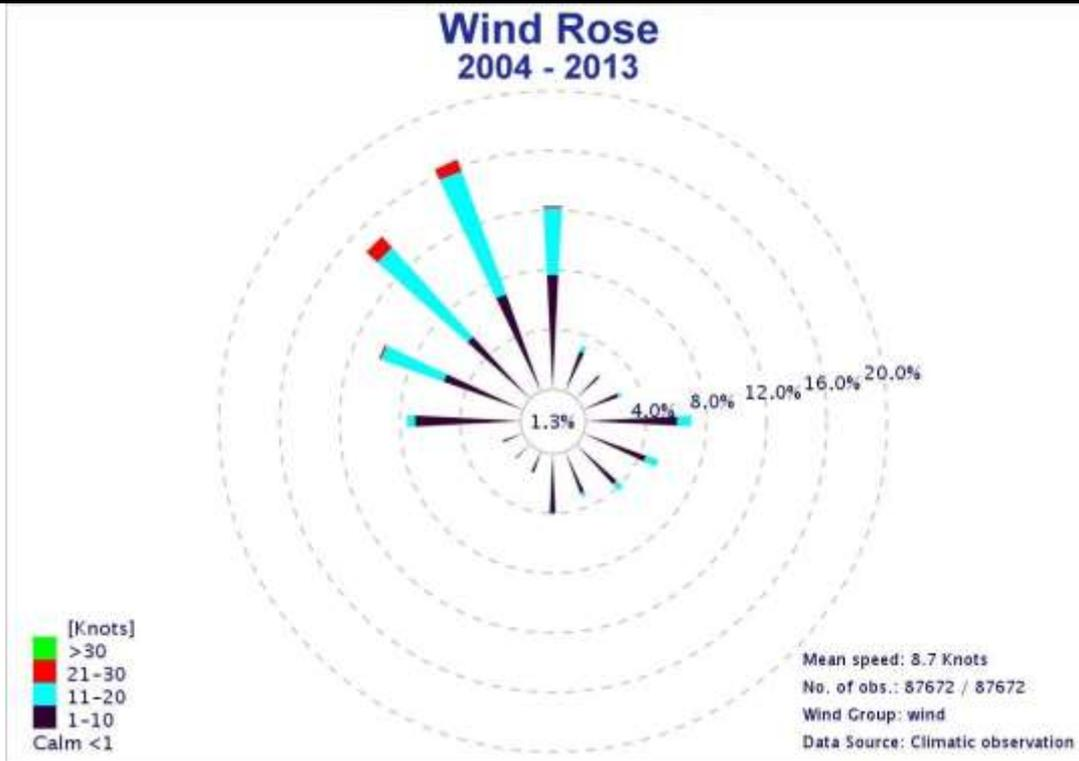 Wind Rose
2004 - 2013
20.0%
16.0%
12.0%
8.0%
4.0%
1.3%
[Knots]
>30
21-30
11-20
1-10
Calm <1
Mean speed: 8.7 Knots
No. of obs.: 87672 / 87672
Wind Group: wind
Data Source: Climatic observation